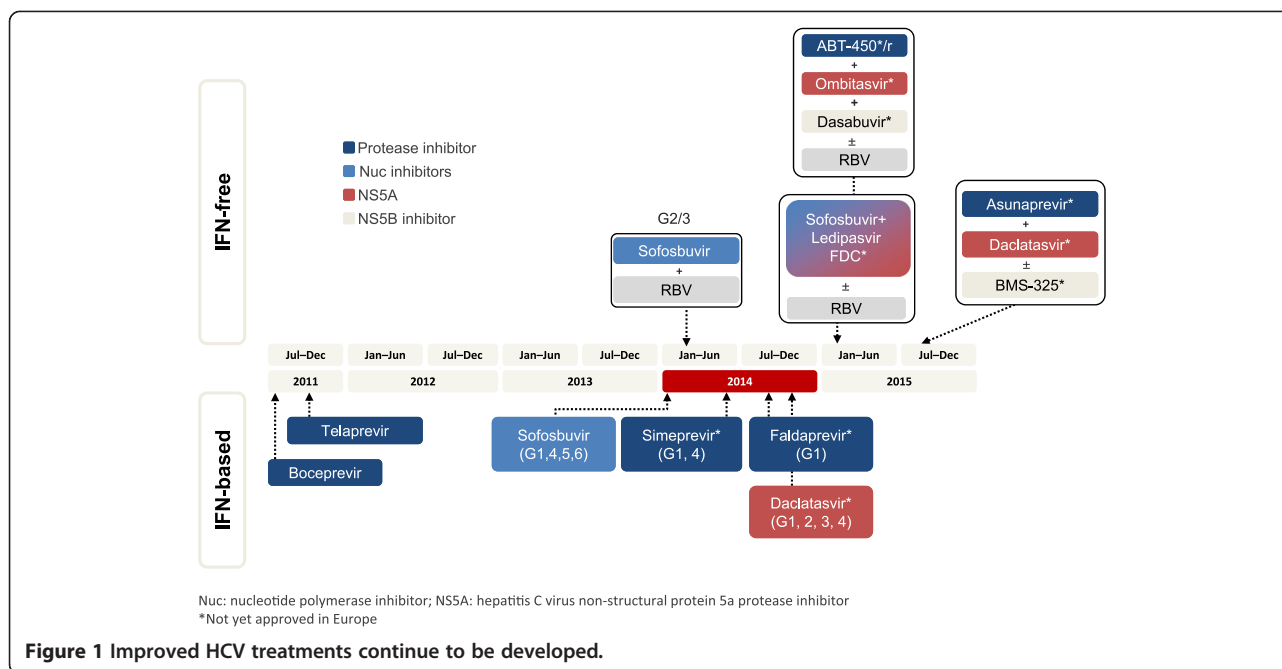 IFN-free
Protease inhibitor
Nuc inhibitors
NS5A
NS5B inhibitor
G2/3
Sofosbuvir
+
RBV
ABT-450*/r
+
Ombitasvir*
+
Dasabuvir*
±
RBV
Sofosbuvir+
Ledipasvir
FDC*
±
RBV
Asunaprevir*
+
Daclatasvir*
±
BMS-325*
Jul–Dec Jan–Jun Jul–Dec Jan–Jun Jul–Dec Jan–Jun Jul–Dec Jan–Jun Jul–Dec
2011 2012 2013 2014 2015
IFN-based
Telaprevir
Boceprevir
Sofosbuvir
(G1,4,5,6)
Simeprevir*
(G1, 4)
Faldaprevir*
(G1)
Daclatasvir*
(G1, 2, 3, 4)
Nuc: nucleotide polymerase inhibitor; NS5A: hepatitis C virus non-structural protein 5a protease inhibitor
*Not yet approved in Europe
Figure 1 Improved HCV treatments continue to be developed.